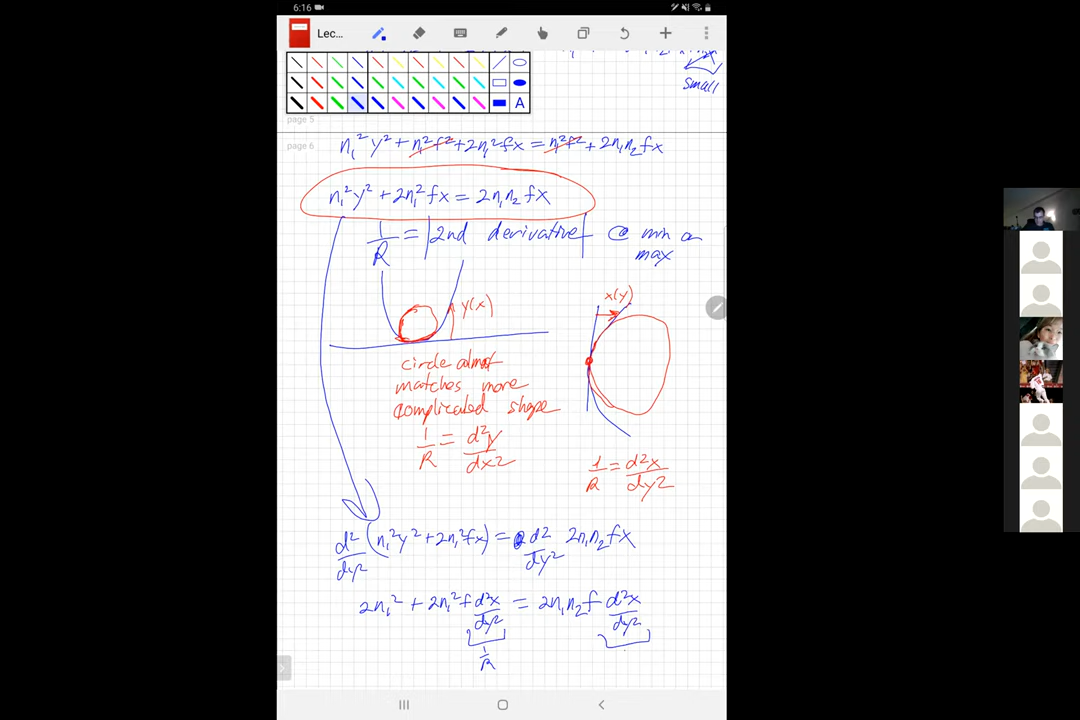 6:16
Lec...
small
A
page 5
page 6
n₁²y² + n₁²f² + 2n₁²fx = n₁²f² + 2n₁n₂fx
n₁²y² + 2n₁²fx = 2n₁n₂fx
1/R = |2nd derivative| @ min or max
y(x)
x(y)
circle almost
matches more
complicated shape
1/R = d²y/dx2
1/R = d²x/dy2
d²/dy² (n₁²y² + 2n₁²fx) = d2/dy² 2n₁n₂fx
2n₁² + 2n₁²f d²x/dy² = 2n₁n₂f d²x/dy²
1/R